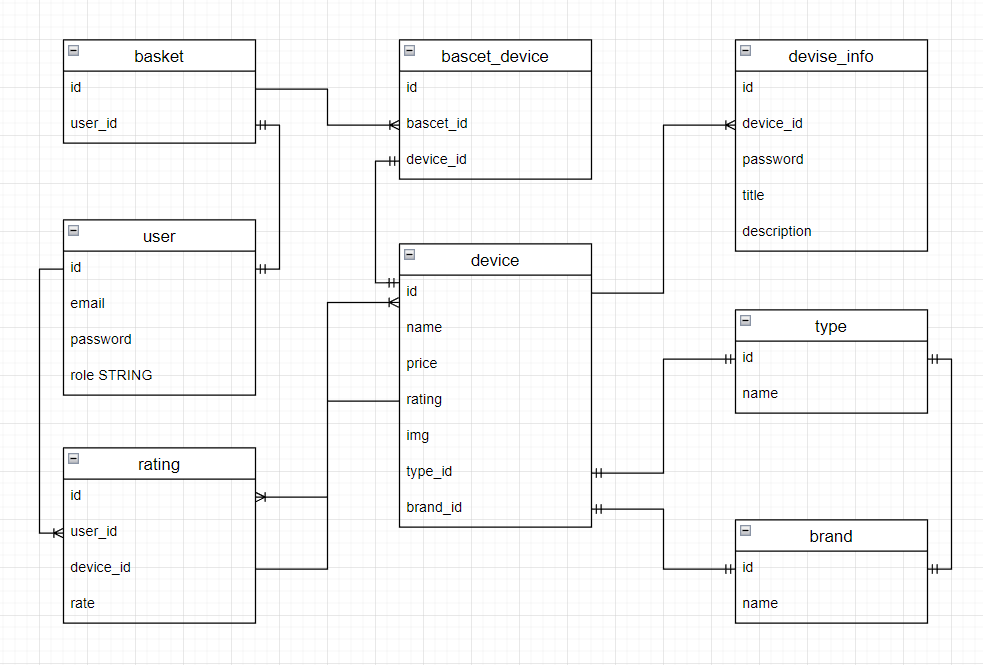 basket
id
user_id
bascet_device
id
bascet_id
device_id
devise_info
id
device_id
password
title
description
user
id
email
password
role STRING
device
id
name
price
rating
img
type_id
brand_id
type
id
name
rating
id
user_id
device_id
rate
brand
id
name